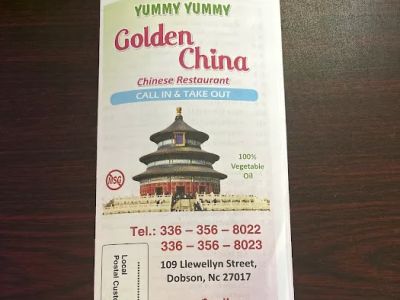 YUMMY YUMMY
Golden
China
Chinese Restaurant
CALL IN & TAKE OUT
MSG
100%
Vegetable
Oil
Tel.: 336 – 356 – 8022
336 – 356 – 8023
109 Llewellyn Street,
Dobson, Nc 27017
Local
Postal Custo